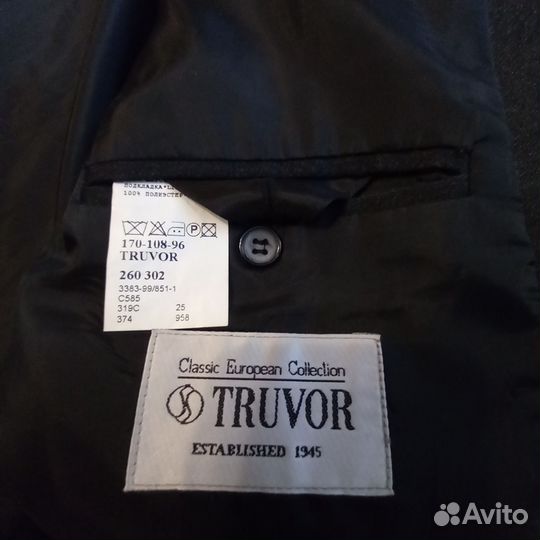 ПОДКЛАДКА-
100% ПОЛИЭСТЕР
P
170-108-96
TRUVOR
260 302
3383-99/851-1
C585
319C 25
374 958
Classic European Collection
TRUVOR
ESTABLISHED 1945
Avito